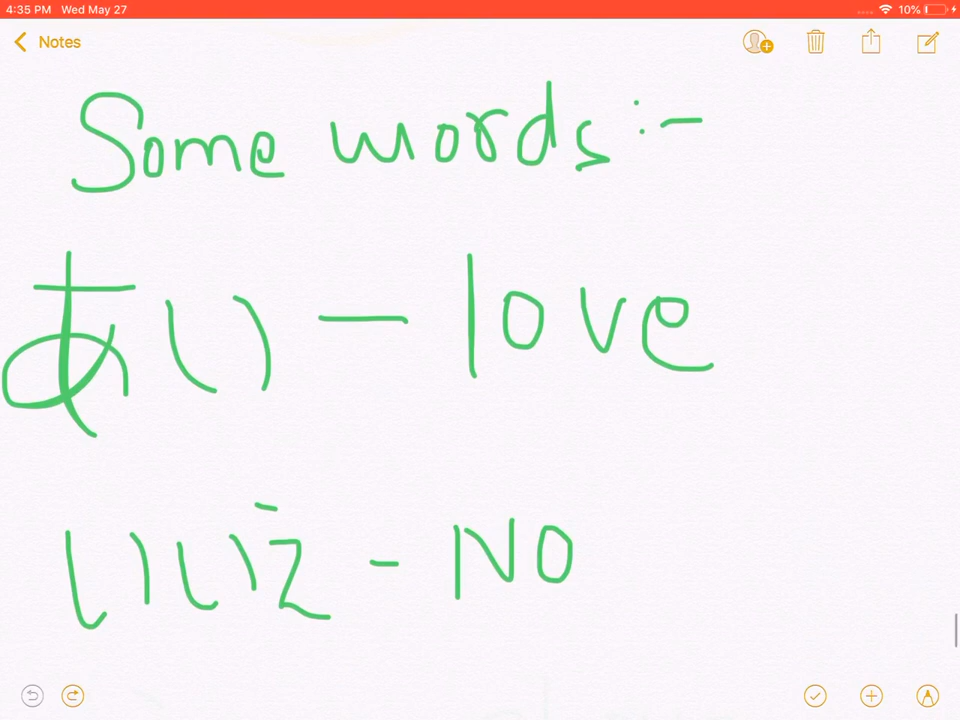 4:35 PM Wed May 27 10%
Notes
Some words:-
あい - love
いいえ - NO